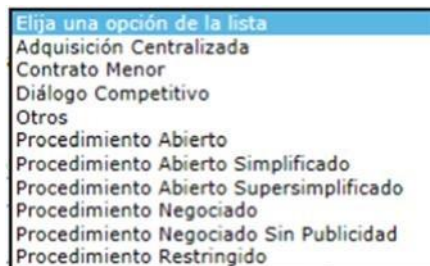 Elija una opción de la lista
Adquisición Centralizada
Contrato Menor
Diálogo Competitivo
Otros
Procedimiento Abierto
Procedimiento Abierto Simplificado
Procedimiento Abierto Supersimplificado
Procedimiento Negociado
Procedimiento Negociado Sin Publicidad
Procedimiento Restringido